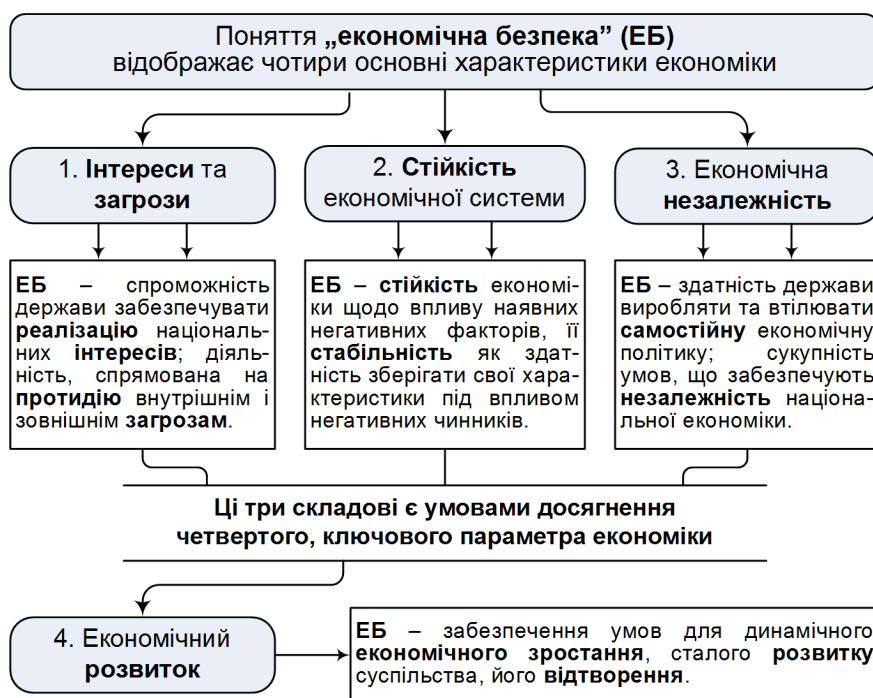 Поняття „економічна безпека” (ЕБ)
відображає чотири основні характеристики економіки
1. Інтереси та
загрози
2. Стійкість
економічної системи
3. Економічна
незалежність
ЕБ – спроможність
держави забезпечувати
реалізацію національ-
них інтересів; діяль-
ність, спрямована на
протидію внутрішнім і
зовнішнім загрозам.
ЕБ – стійкість економі-
ки щодо впливу наявних
негативних факторів, її
стабільність як здат-
ність зберігати свої хара-
ктеристики під впливом
негативних чинників.
ЕБ – здатність держави
виробляти та втілювати
самостійну економічну
політику; сукупність
умов, що забезпечують
незалежність націона-
льної економіки.
Ці три складові є умовами досягнення
четвертого, ключового параметра економіки
4. Економічний
розвиток
ЕБ – забезпечення умов для динамічного
економічного зростання, сталого розвитку
суспільства, його відтворення.